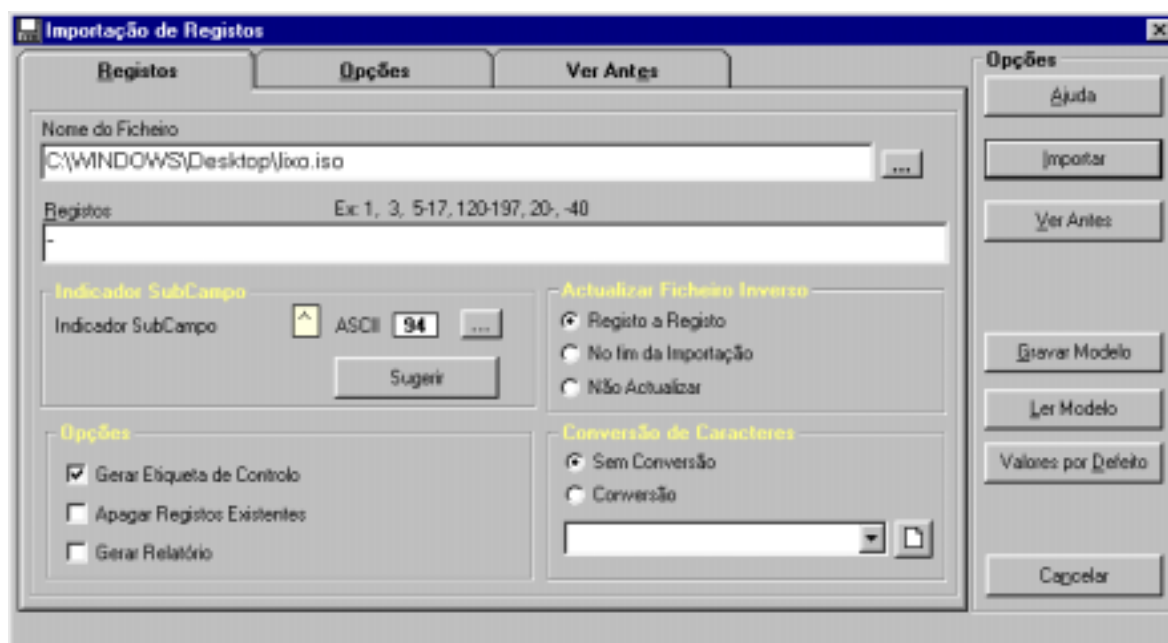 Importação de Registos
Registos
Opções
Ver Antes
Nome do Ficheiro
C:\WINDOWS\Desktop\lixo.iso
...
Registos
Ex: 1, 3, 5-17, 120-197, 20-, -40
-
Indicador SubCampo
Indicador SubCampo
^
ASCII
94
...
Sugerir
Actualizar Ficheiro Inverso
Registo a Registo
No fim da Importação
Não Actualizar
Opções
Gerar Etiqueta de Controlo
Apagar Registos Existentes
Gerar Relatório
Conversão de Caracteres
Sem Conversão
Conversão
Opções
Ajuda
Importar
Ver Antes
Gravar Modelo
Ler Modelo
Valores por Defeito
Cancelar